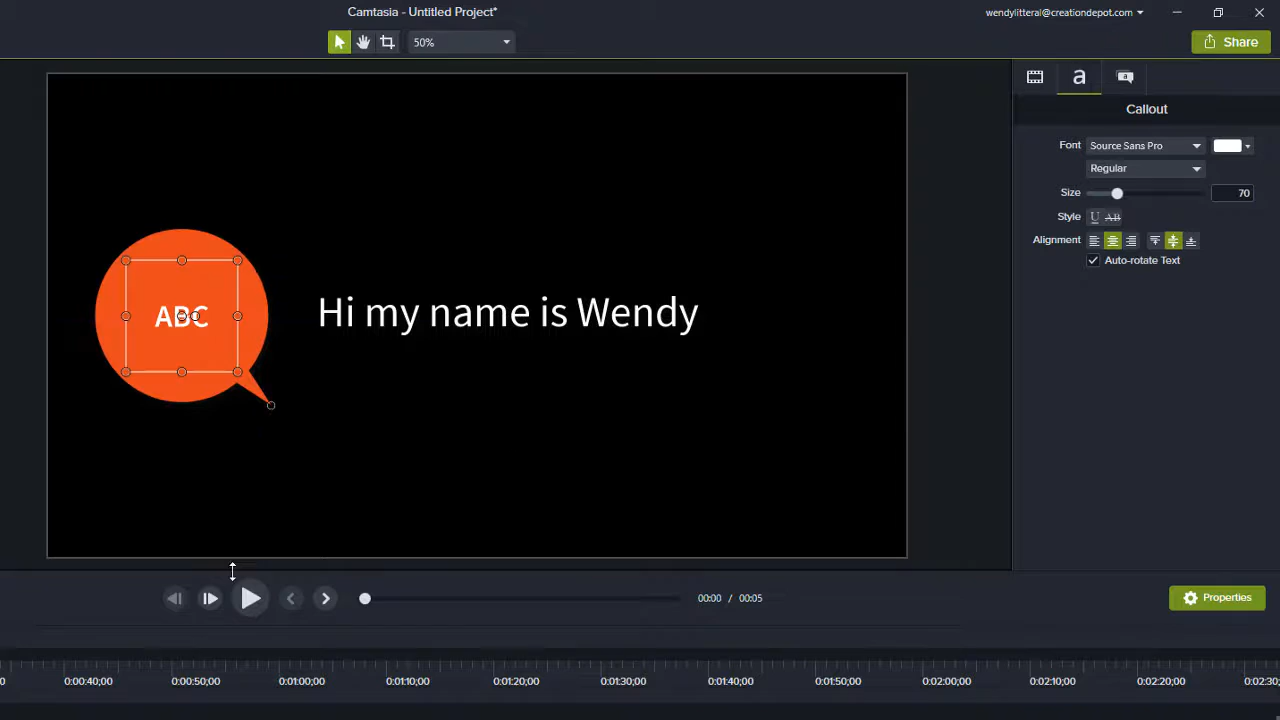 Camtasia - Untitled Project*
wendylitteral@creationdepot.com
50%
Share
a
Callout
Font
Source Sans Pro
Regular
Size
70
Style
U AB
Alignment
Auto-rotate Text
ABC
Hi my name is Wendy
00:00 / 00:05
Properties
0 0:00:40;00 0:00:50;00 0:01:00;00 0:01:10;00 0:01:20;00 0:01:30;00 0:01:40;00 0:01:50;00 0:02:00;00 0:02:10;00 0:02:20;00 0:02:30;